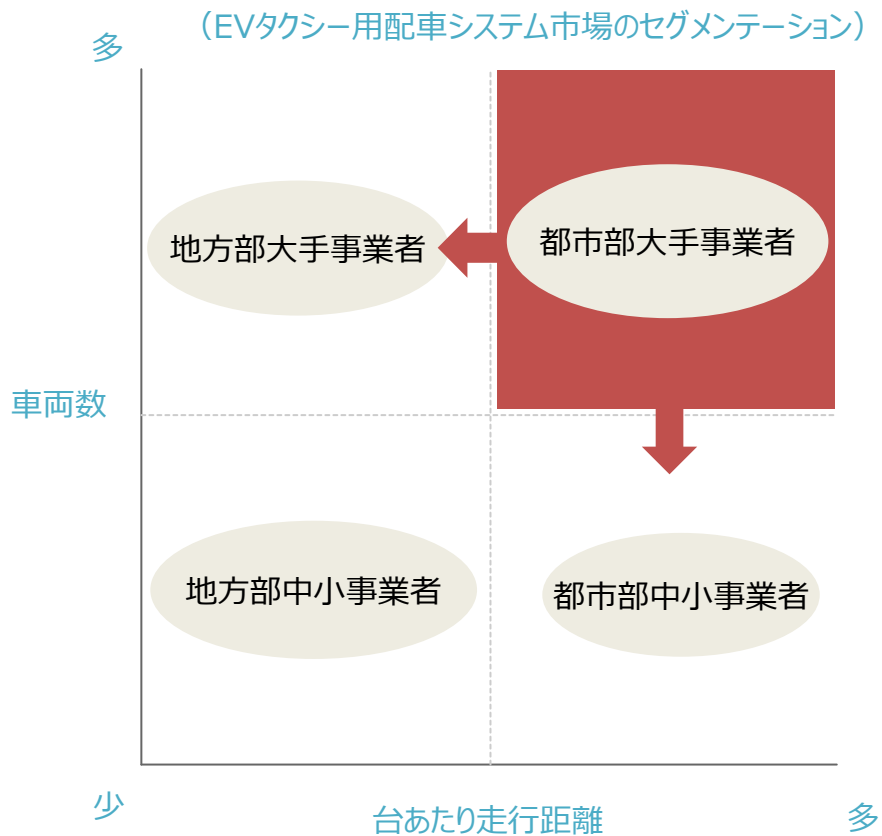 （EVタクシー用配車システム市場のセグメンテーション）
多
地方部大手事業者
都市部大手事業者
車両数
地方部中小事業者
都市部中小事業者
少
台あたり走行距離
多